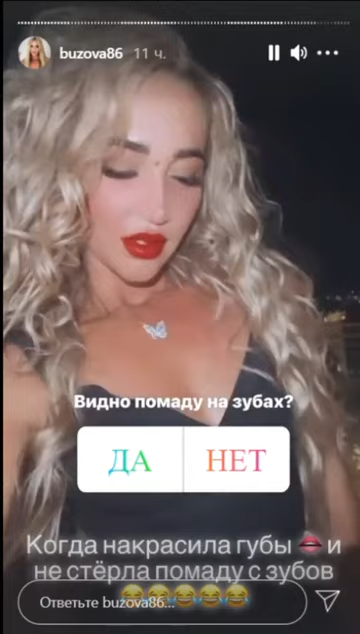 buzova86 11 ч.
Видно помаду на зубах?
ДА НЕТ
Когда накрасила губы 👄 и
не стёрла помаду с зубов
😂😂😂😂😂
Ответьте buzova86...